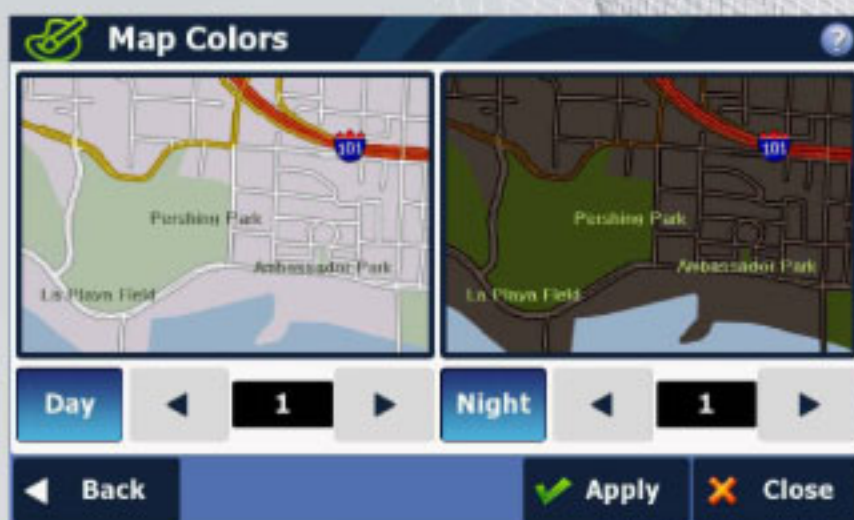 Map Colors
?
101
Pershing Park
Ambassador Park
La Playa Field
101
Pershing Park
Ambassador Park
La Playa Field
Day
1
Night
1
Back
Apply
Close